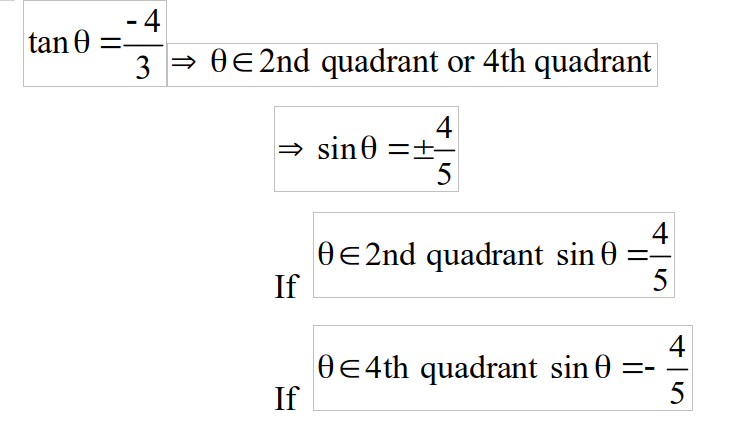 tanθ = -4/3 ⇒ θ∈2nd quadrant or 4th quadrant
⇒ sinθ =±4/5
If θ∈2nd quadrant sinθ =4/5
If θ∈4th quadrant sinθ =-4/5